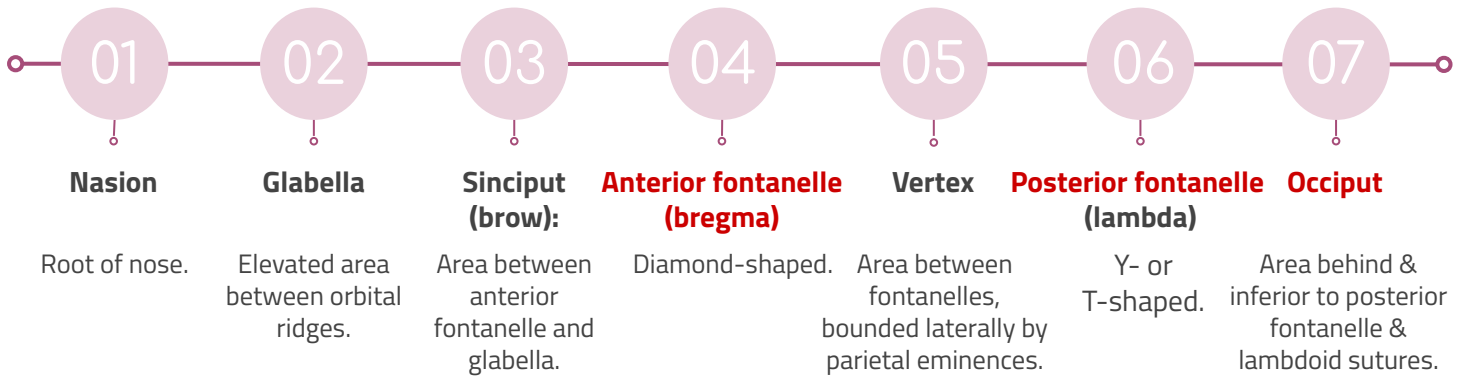 01
02
03
04
05
06
07
Nasion
Root of nose.
Glabella
Elevated area
between orbital
ridges.
Sinciput
(brow):
Area between
anterior
fontanelle and
glabella.
Anterior fontanelle
(bregma)
Diamond-shaped.
Vertex
Area between
fontanelles,
bounded laterally by
parietal eminences.
Posterior fontanelle
(lambda)
Y- or
T-shaped.
Occiput
Area behind &
inferior to posterior
fontanelle &
lambdoid sutures.